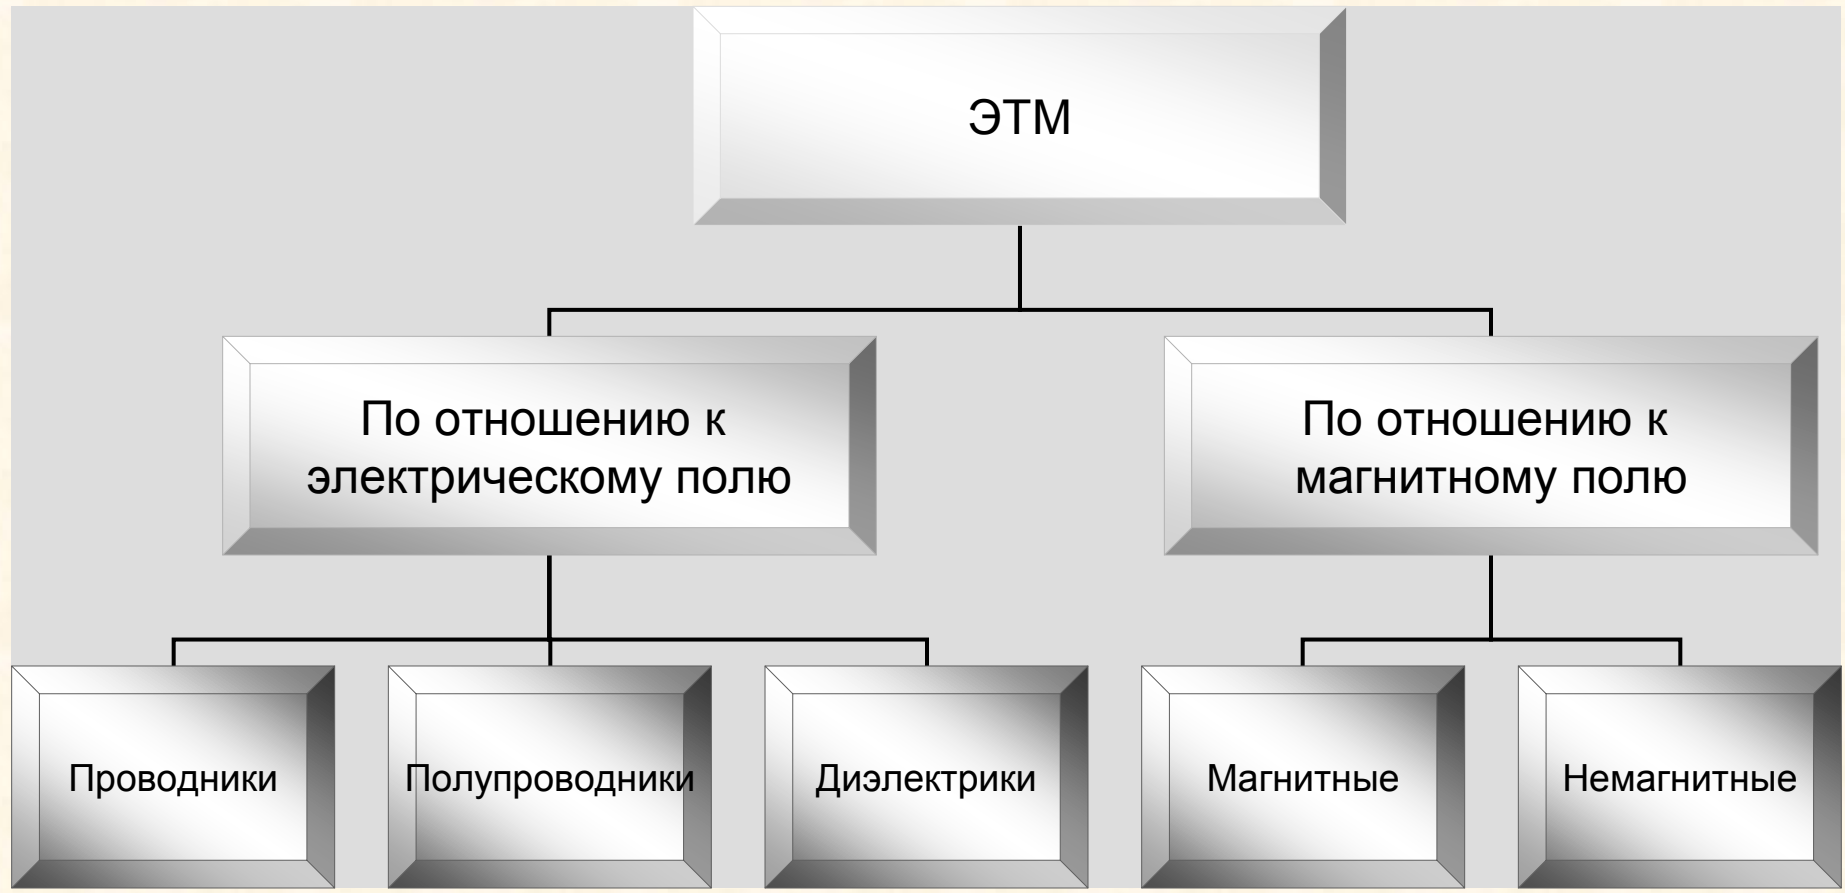 ЭТМ
По отношению к
электрическому полю
По отношению к
магнитному полю
Проводники
Полупроводники
Диэлектрики
Магнитные
Немагнитные